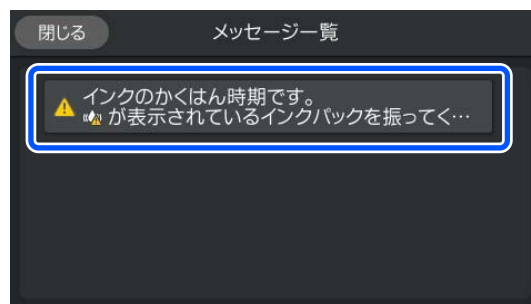 閉じる
メッセージ一覧
インクのかくはん時期です。
が表示されているインクパックを振ってく…